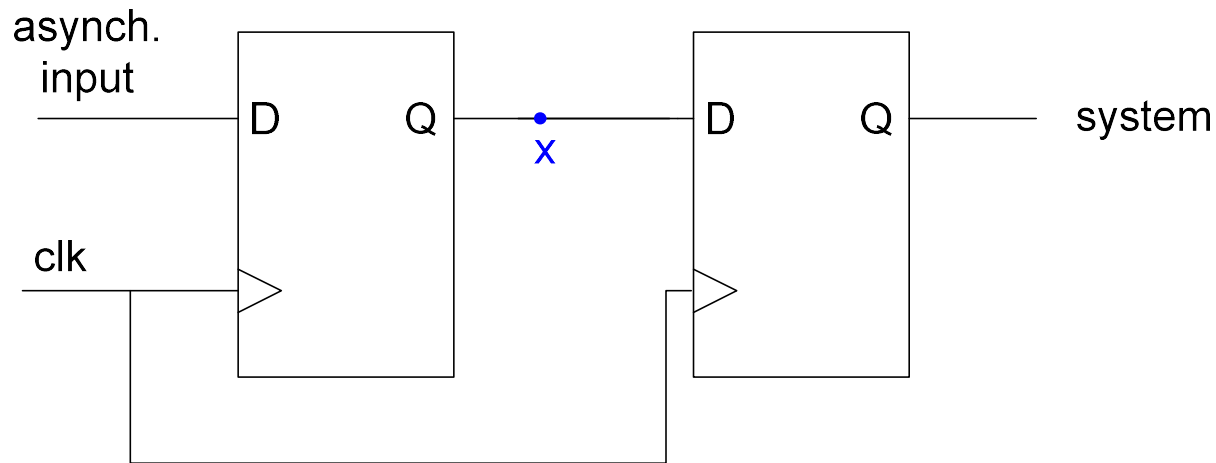 asynch.
input
D
Q
x
D
Q
system
clk